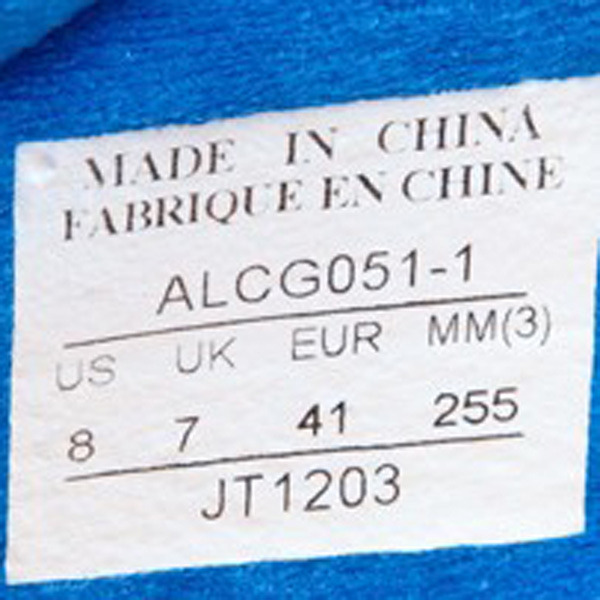 MADE IN CHINA
FABRIQUE EN CHINE
ALCG051-1
US UK EUR MM(3)
8 7 41 255
JT1203